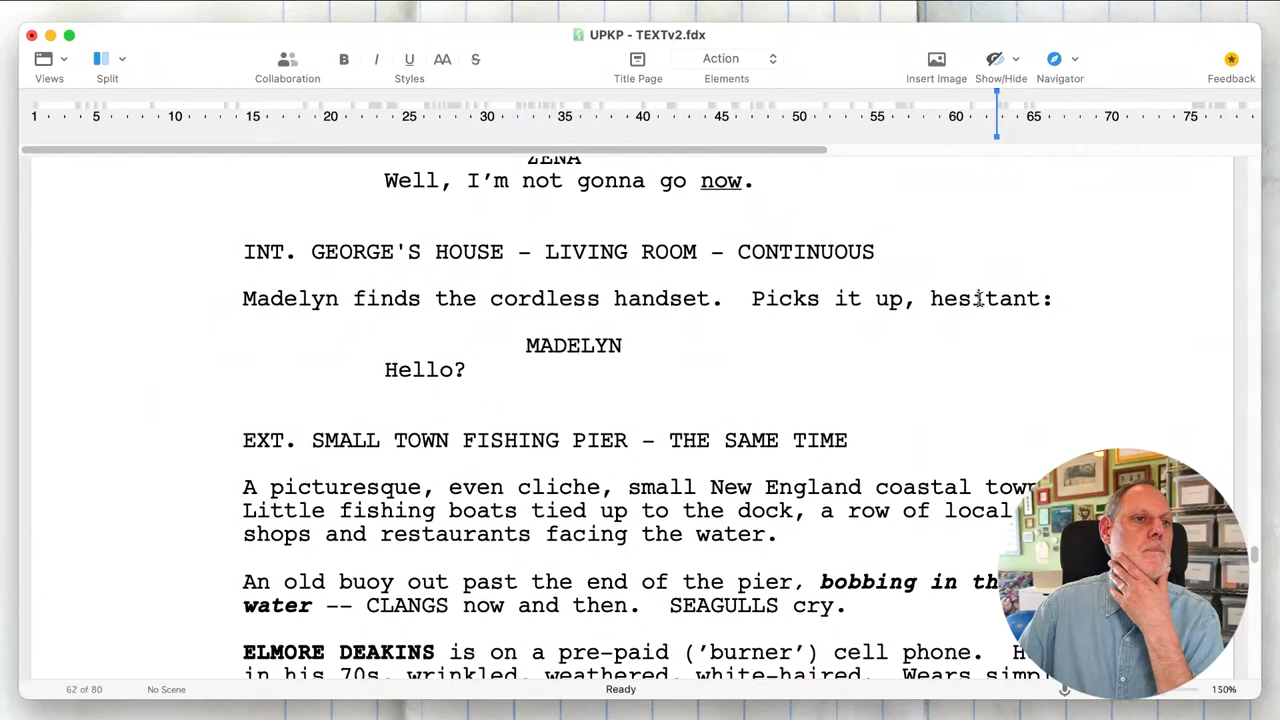 UPKP - TEXTv2.fdx
Views
Split
Collaboration
B I U AA S
Styles
Title Page
Action
Elements
Insert Image
Show/Hide
Navigator
Feedback
1 5 10 15 20 25 30 35 40 45 50 55 60 65 70 75
ZENA
Well, I’m not gonna go now.
INT. GEORGE'S HOUSE - LIVING ROOM - CONTINUOUS
Madelyn finds the cordless handset.  Picks it up, hesitant:
MADELYN
Hello?
EXT. SMALL TOWN FISHING PIER - THE SAME TIME
A picturesque, even cliche, small New England coastal town
Little fishing boats tied up to the dock, a row of local
shops and restaurants facing the water.
An old buoy out past the end of the pier, bobbing in th
water -- CLANGS now and then.  SEAGULLS cry.
ELMORE DEAKINS is on a pre-paid (’burner’) cell phone.  H
in his 70s, wrinkled, weathered, white-haired.  Wears simpl
62 of 80
No Scene
Ready
150%